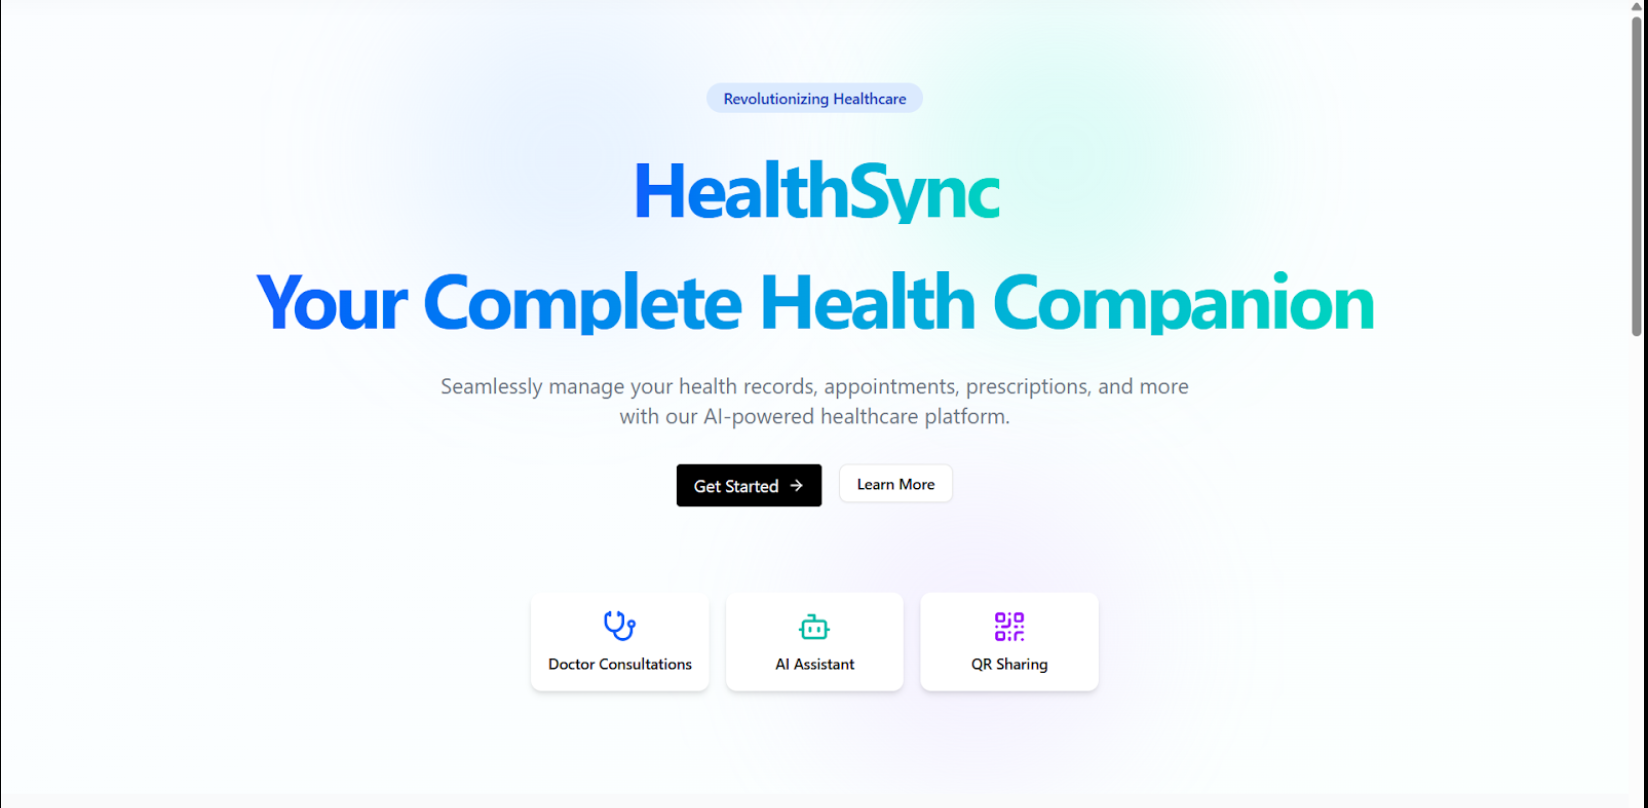 Revolutionizing Healthcare
HealthSync
Your Complete Health Companion
Seamlessly manage your health records, appointments, prescriptions, and more
with our AI-powered healthcare platform.
Get Started →
Learn More
Doctor Consultations
AI Assistant
QR Sharing